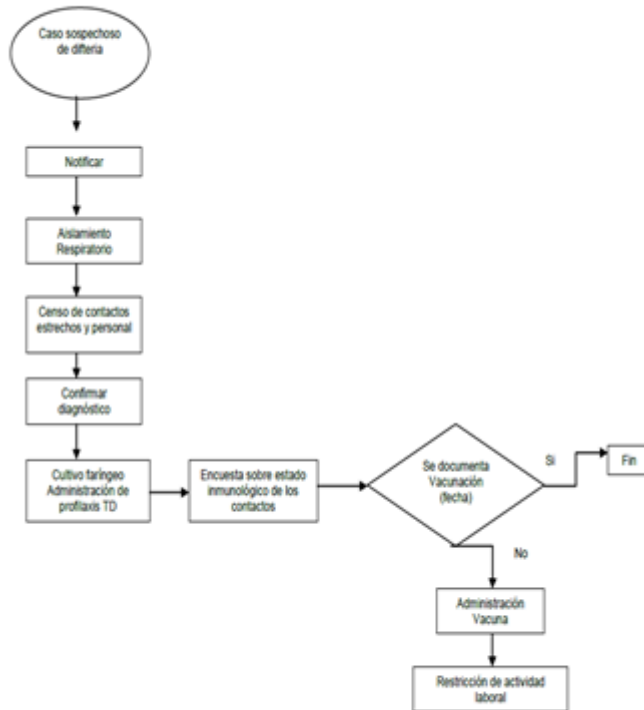 Caso sospechoso
de difteria
Notificar
Aislamiento
Respiratorio
Censo de contactos
estrechos y personal
Confirmar
diagnóstico
Cultivo faríngeo
Administración de
profilaxis TD
Encuesta sobre estado
inmunológico de los
contactos
Se documenta
Vacunación
(fecha)
Si
Fin
No
Administración
Vacuna
Restricción de actividad
laboral